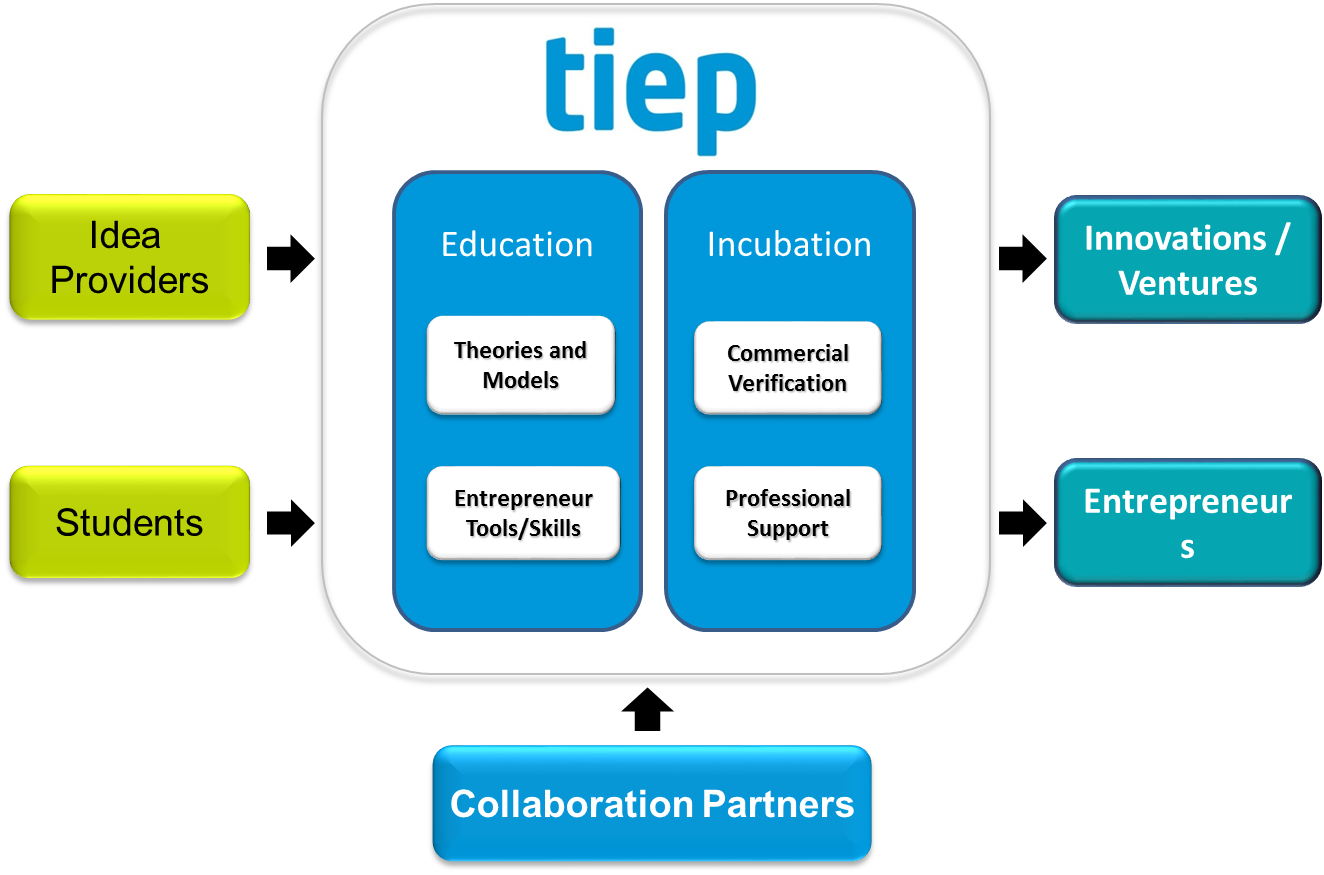 tiep
Idea
Providers
Students
Education
Theories and
Models
Entrepreneur
Tools/Skills
Incubation
Commercial
Verification
Professional
Support
Innovations /
Ventures
Entrepreneur
s
Collaboration Partners